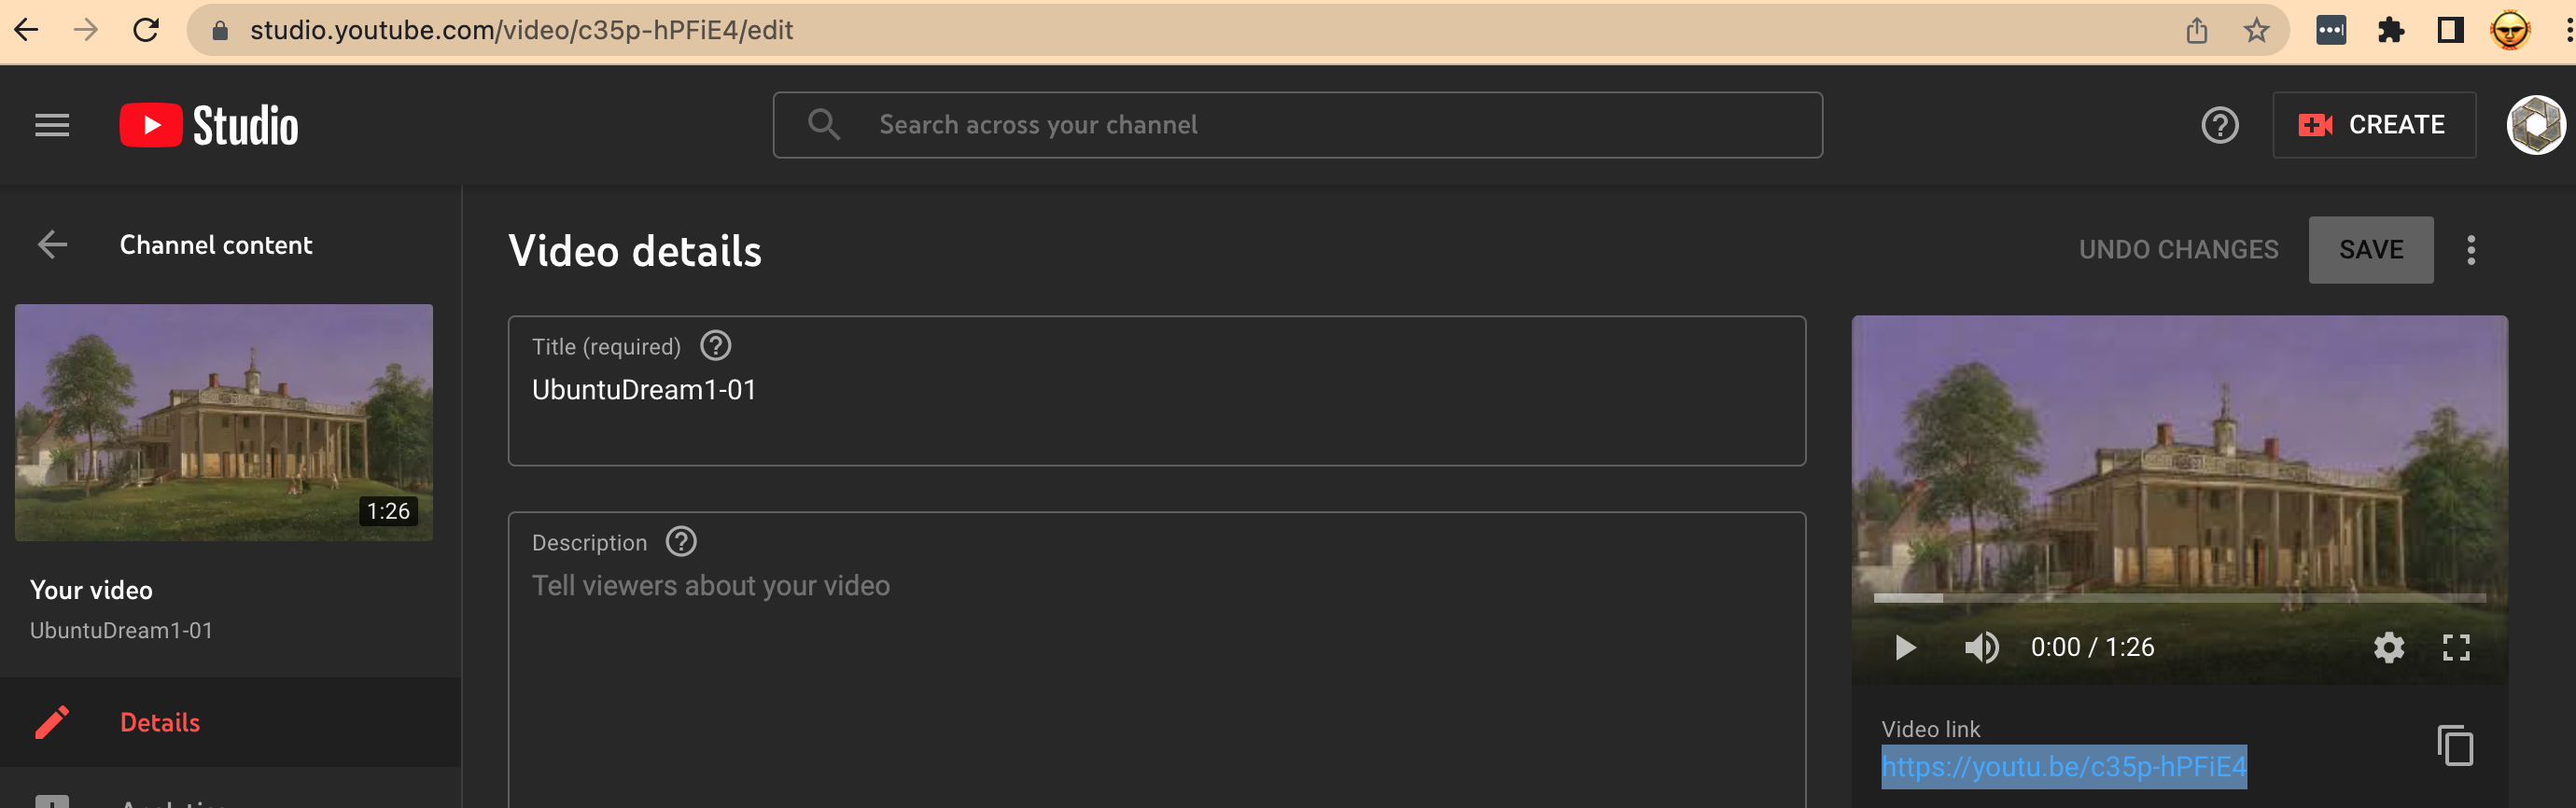 studio.youtube.com/video/c35p-hPFiE4/edit
Studio
Search across your channel
CREATE
Channel content
Video details
UNDO CHANGES
SAVE
1:26
Your video
UbuntuDream1-01
Details
Title (required)
UbuntuDream1-01
Description
Tell viewers about your video
0:00 / 1:26
Video link
https://youtu.be/c35p-hPFiE4